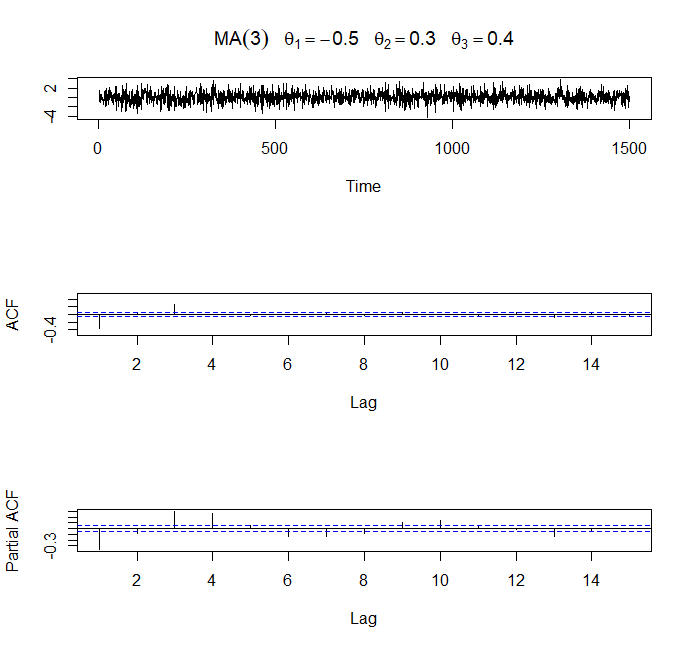 MA(3) θ1 = −0.5 θ2 = 0.3 θ3 = 0.4
2
-4
0 500 1000 1500
Time
ACF
-0.4
2 4 6 8 10 12 14
Lag
Partial ACF
-0.3
2 4 6 8 10 12 14
Lag